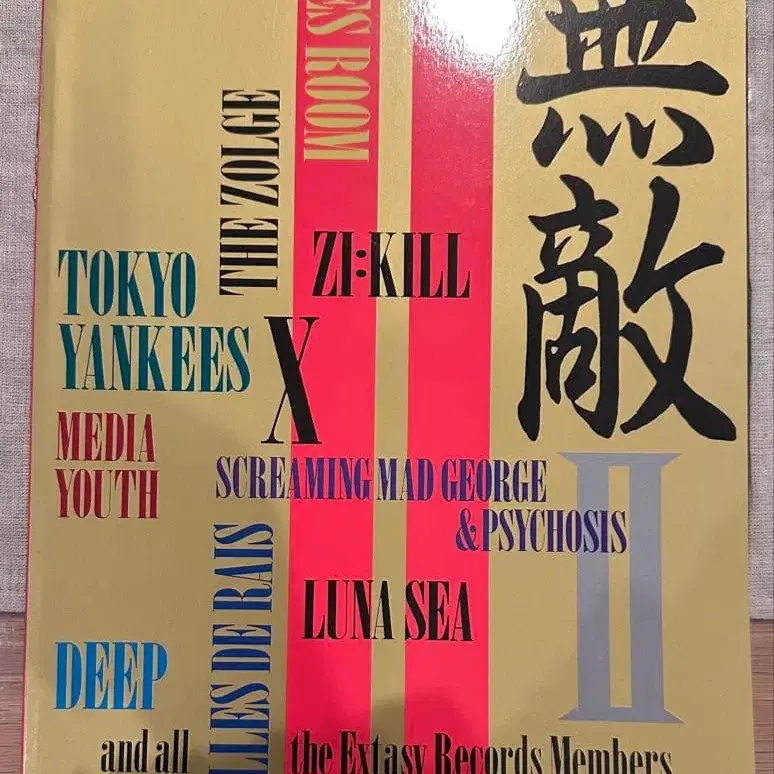 無敵
II
ES ROOM
THE ZOLGE
ZI:KILL
TOKYO
YANKEES
X
MEDIA
YOUTH
SCREAMING MAD GEORGE
&PSYCHOSIS
LLES DE RAIS
LUNA SEA
DEEP
and all the Extasy Records Members